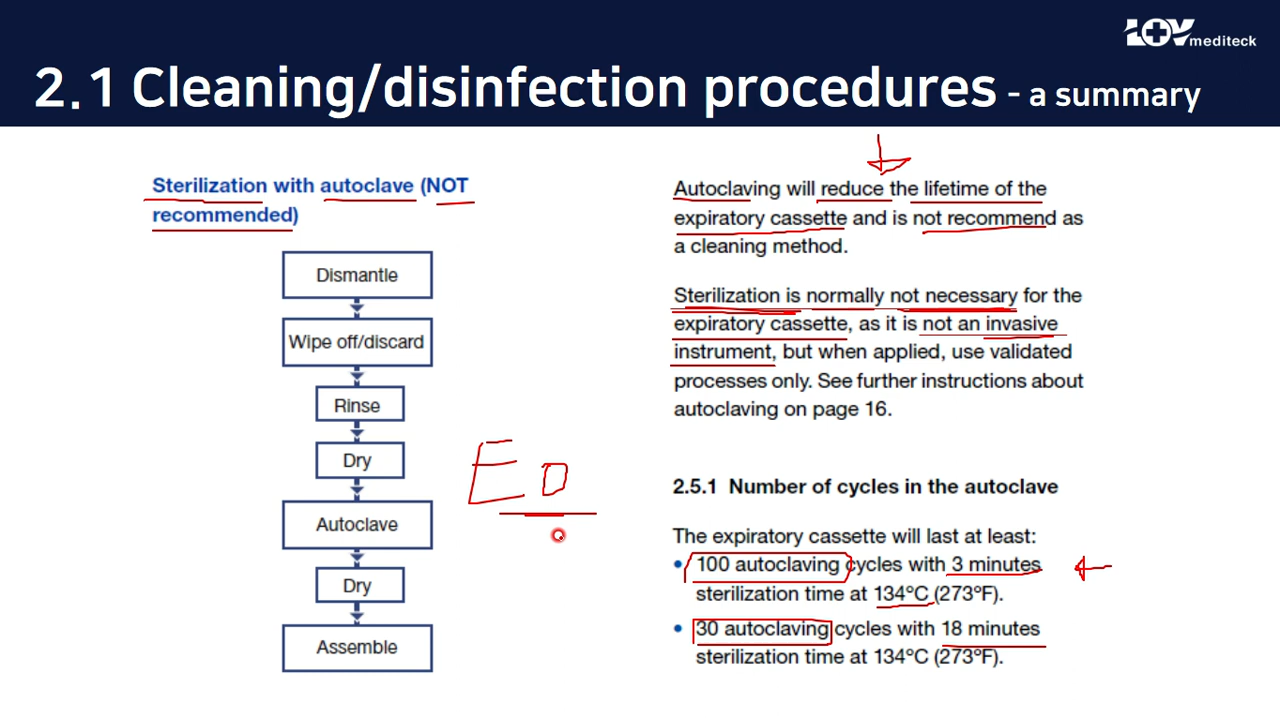 LOV mediteck
2.1 Cleaning/disinfection procedures - a summary
Sterilization with autoclave (NOT
recommended)
Dismantle
Wipe off/discard
Rinse
Dry
Autoclave
Dry
Assemble
EO
Autoclaving will reduce the lifetime of the
expiratory cassette and is not recommend as
a cleaning method.
Sterilization is normally not necessary for the
expiratory cassette, as it is not an invasive
instrument, but when applied, use validated
processes only. See further instructions about
autoclaving on page 16.
2.5.1 Number of cycles in the autoclave
The expiratory cassette will last at least:
• 100 autoclaving cycles with 3 minutes
sterilization time at 134°C (273°F).
• 30 autoclaving cycles with 18 minutes
sterilization time at 134°C (273°F).